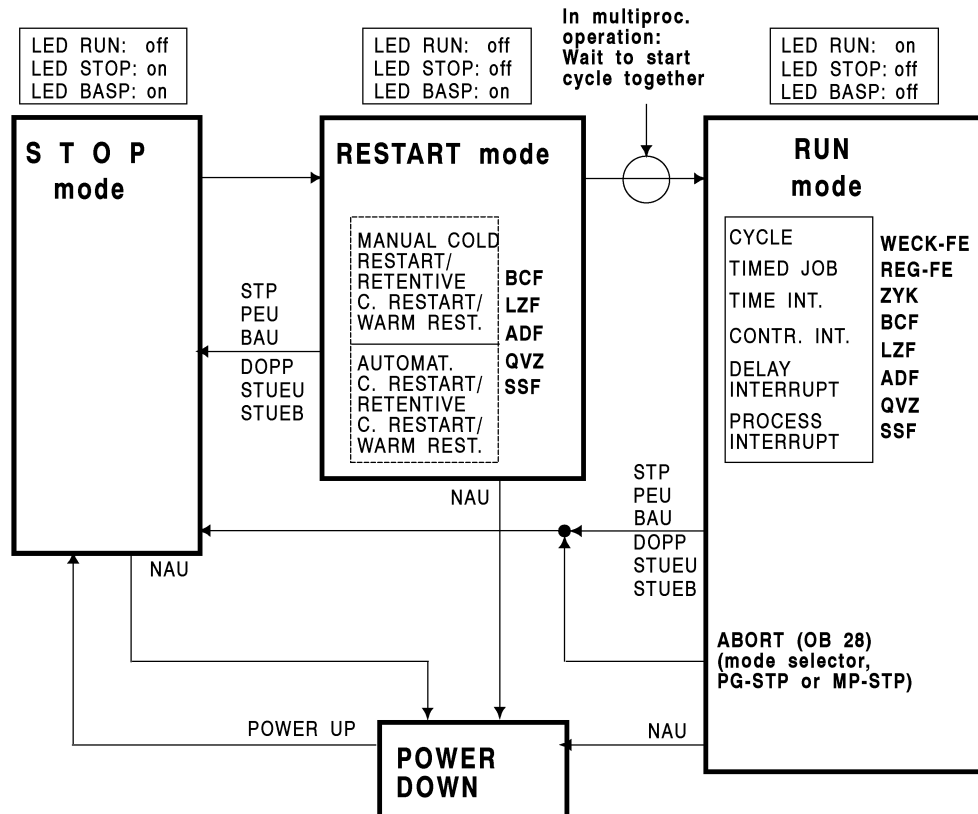 In multiproc.
operation:
Wait to start
cycle together
LED RUN: off
LED STOP: on
LED BASP: on
LED RUN: off
LED STOP: off
LED BASP: on
LED RUN: on
LED STOP: off
LED BASP: off
S T O P
mode
RESTART mode
RUN
mode
MANUAL COLD
RESTART/
RETENTIVE
C. RESTART/
WARM REST.
AUTOMAT.
C. RESTART/
RETENTIVE
C. RESTART/
WARM REST.
BCF
LZF
ADF
QVZ
SSF
STP
PEU
BAU
DOPP
STUEU
STUEB
CYCLE
TIMED JOB
TIME INT.
CONTR. INT.
DELAY
INTERRUPT
PROCESS
INTERRUPT
WECK-FE
REG-FE
ZYK
BCF
LZF
ADF
QVZ
SSF
STP
PEU
BAU
DOPP
STUEU
STUEB
NAU
NAU
ABORT (OB 28)
(mode selector,
PG-STP or MP-STP)
POWER UP
NAU
POWER
DOWN